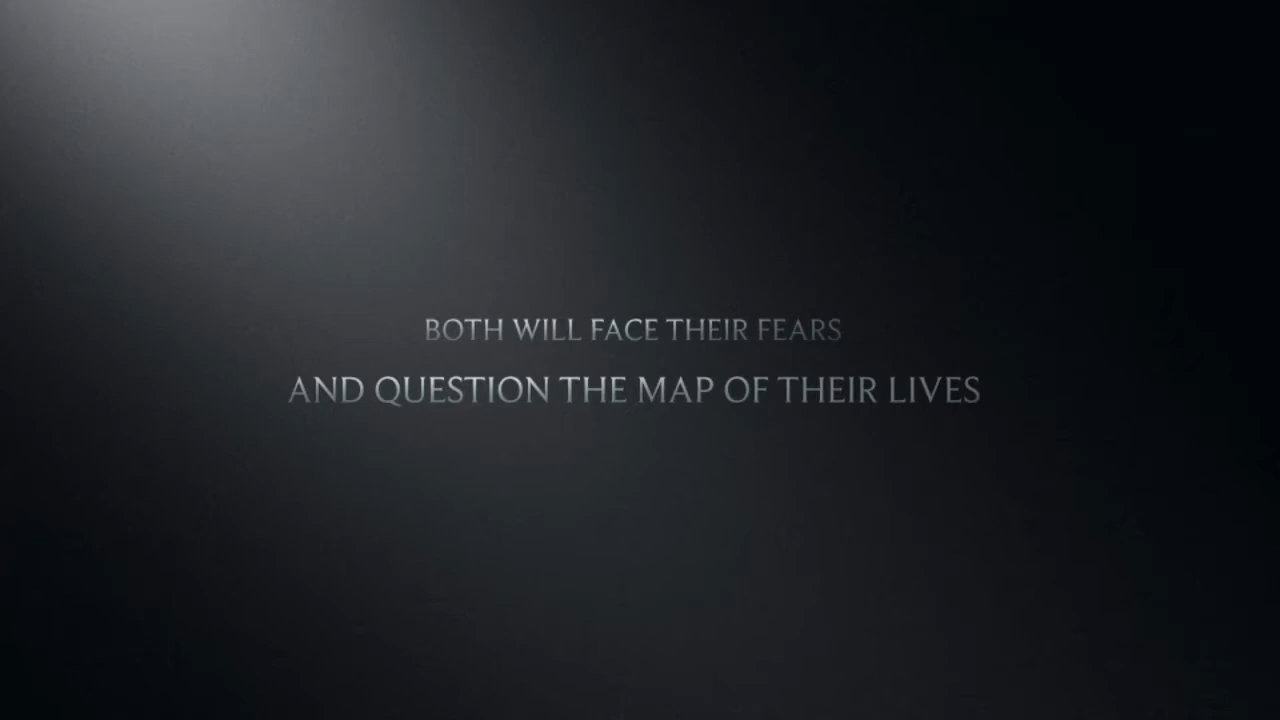 BOTH WILL FACE THEIR FEARS
AND QUESTION THE MAP OF THEIR LIVES